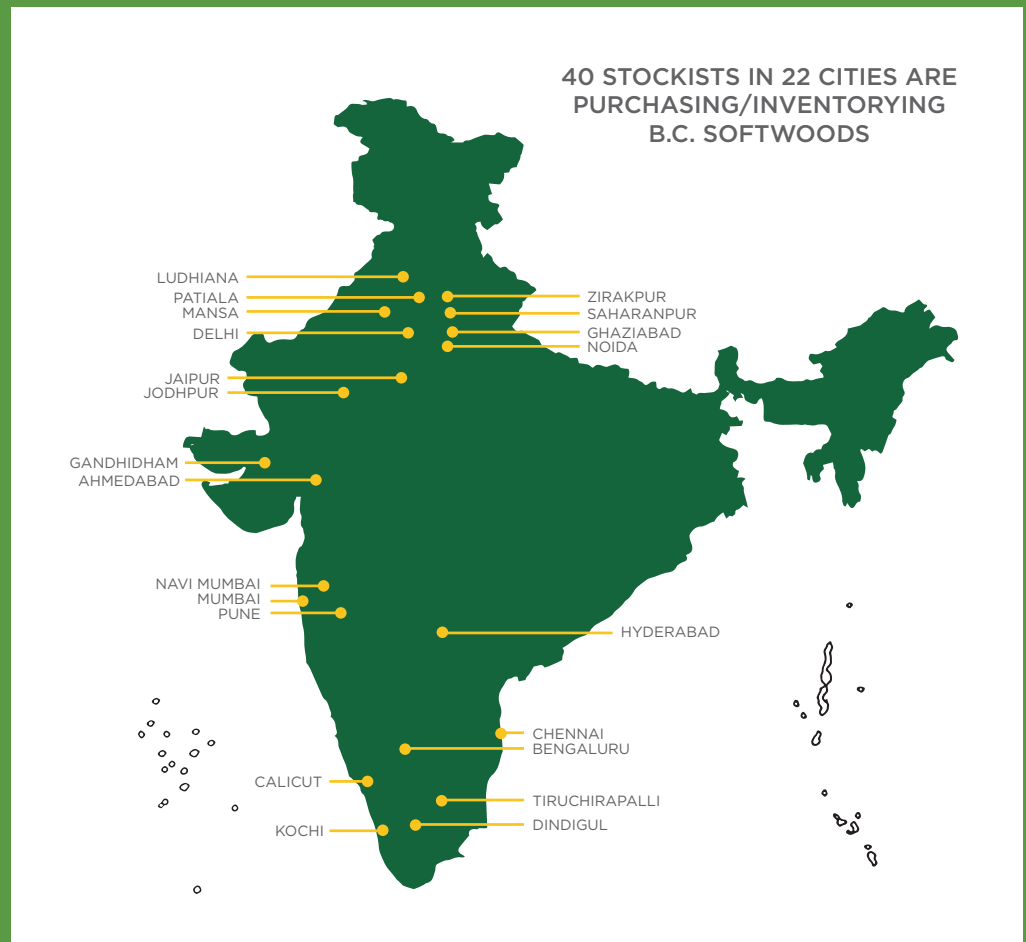 40 STOCKISTS IN 22 CITIES ARE
PURCHASING/INVENTORYING
B.C. SOFTWOODS
LUDHIANA
PATIALA
MANSA
DELHI
ZIRAKPUR
SAHARANPUR
GHAZIABAD
NOIDA
JAIPUR
JODHPUR
GANDHIDHAM
AHMEDABAD
NAVI MUMBAI
MUMBAI
PUNE
HYDERABAD
CHENNAI
BENGALURU
CALICUT
TIRUCHIRAPALLI
KOCHI
DINDIGUL